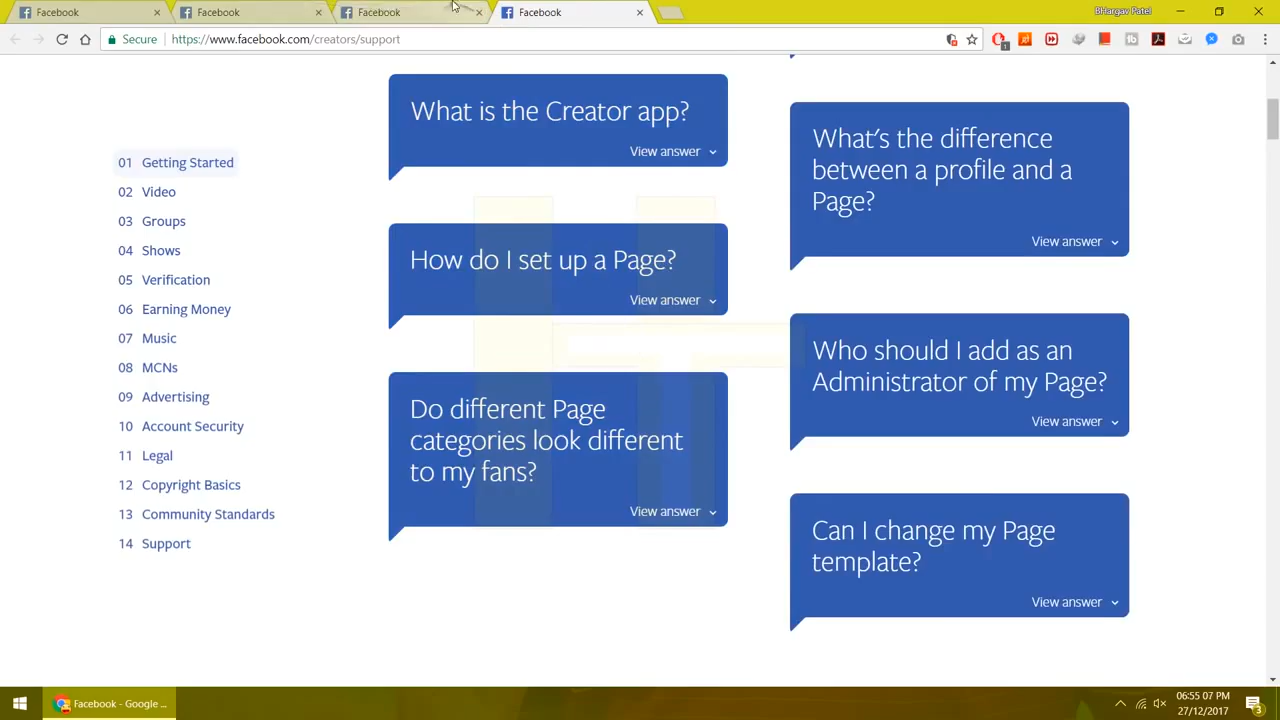 Facebook
Facebook
Facebook
Facebook
Bhargav Patel
Secure
https://www.facebook.com/creators/support
1
01 Getting Started
02 Video
03 Groups
04 Shows
05 Verification
06 Earning Money
07 Music
08 MCNs
09 Advertising
10 Account Security
11 Legal
12 Copyright Basics
13 Community Standards
14 Support
What is the Creator app?
View answer
How do I set up a Page?
View answer
Do different Page
categories look different
to my fans?
View answer
What's the difference
between a profile and a
Page?
View answer
Who should I add as an
Administrator of my Page?
View answer
Can I change my Page
template?
View answer
Facebook - Google ...
06:55 07 PM
27/12/2017
3